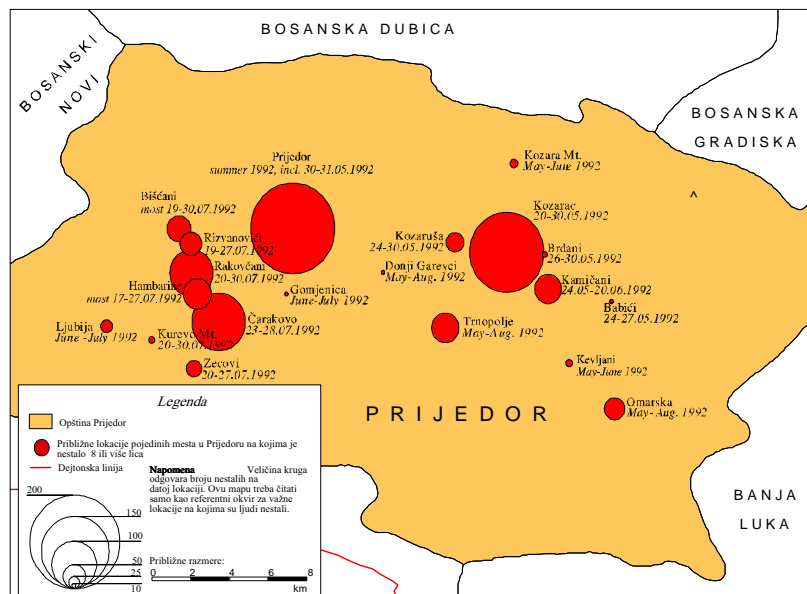 BOSANSKA DUBICA
BOSANSKI
NOVI
BOSANSKA
GRADISKA
Prijedor
summer 1992, incl. 30-31.05.1992
Kozara Mt.
May-June 1992
Bišćani
most 19-30.07.1992
Rizvanovići
19-27.07.1992
Kozarac
20-30.05.1992
Kozaruša
24-30.05.1992
Brđani
26-30.05.1992
Rakovčani
20-30.07.1992
Donji Garevci
May-Aug. 1992
Kamičani
24.05-20.06.1992
Hambarine
most 17-27.07.1992
Gomjenica
June-July 1992
Babići
24-27.05.1992
Čarakovo
23-28.07.1992
Ljubija
June -July 1992
Kurevo Mt.
20-30.07.1992
Trnopolje
May-Aug. 1992
Zecovi
20-27.07.1992
Kevljani
May-June 1992
Omarska
May-Aug. 1992
PRIJEDOR
BANJA
LUKA
Legenda
Opština Prijedor
Približne lokacije pojedinih mesta u Prijedoru na kojima je
nestalo 8 ili više lica
Dejtonska linija
Napomena Veličina kruga
odgovara broju nestalih na
datoj lokaciji. Ovu mapu treba čitati
samo kao referentni okvir za važne
lokacije na kojima su ljudi nestali.
200
150
100
50
25
10
Približne razmere:
0 2 4 6 8
km